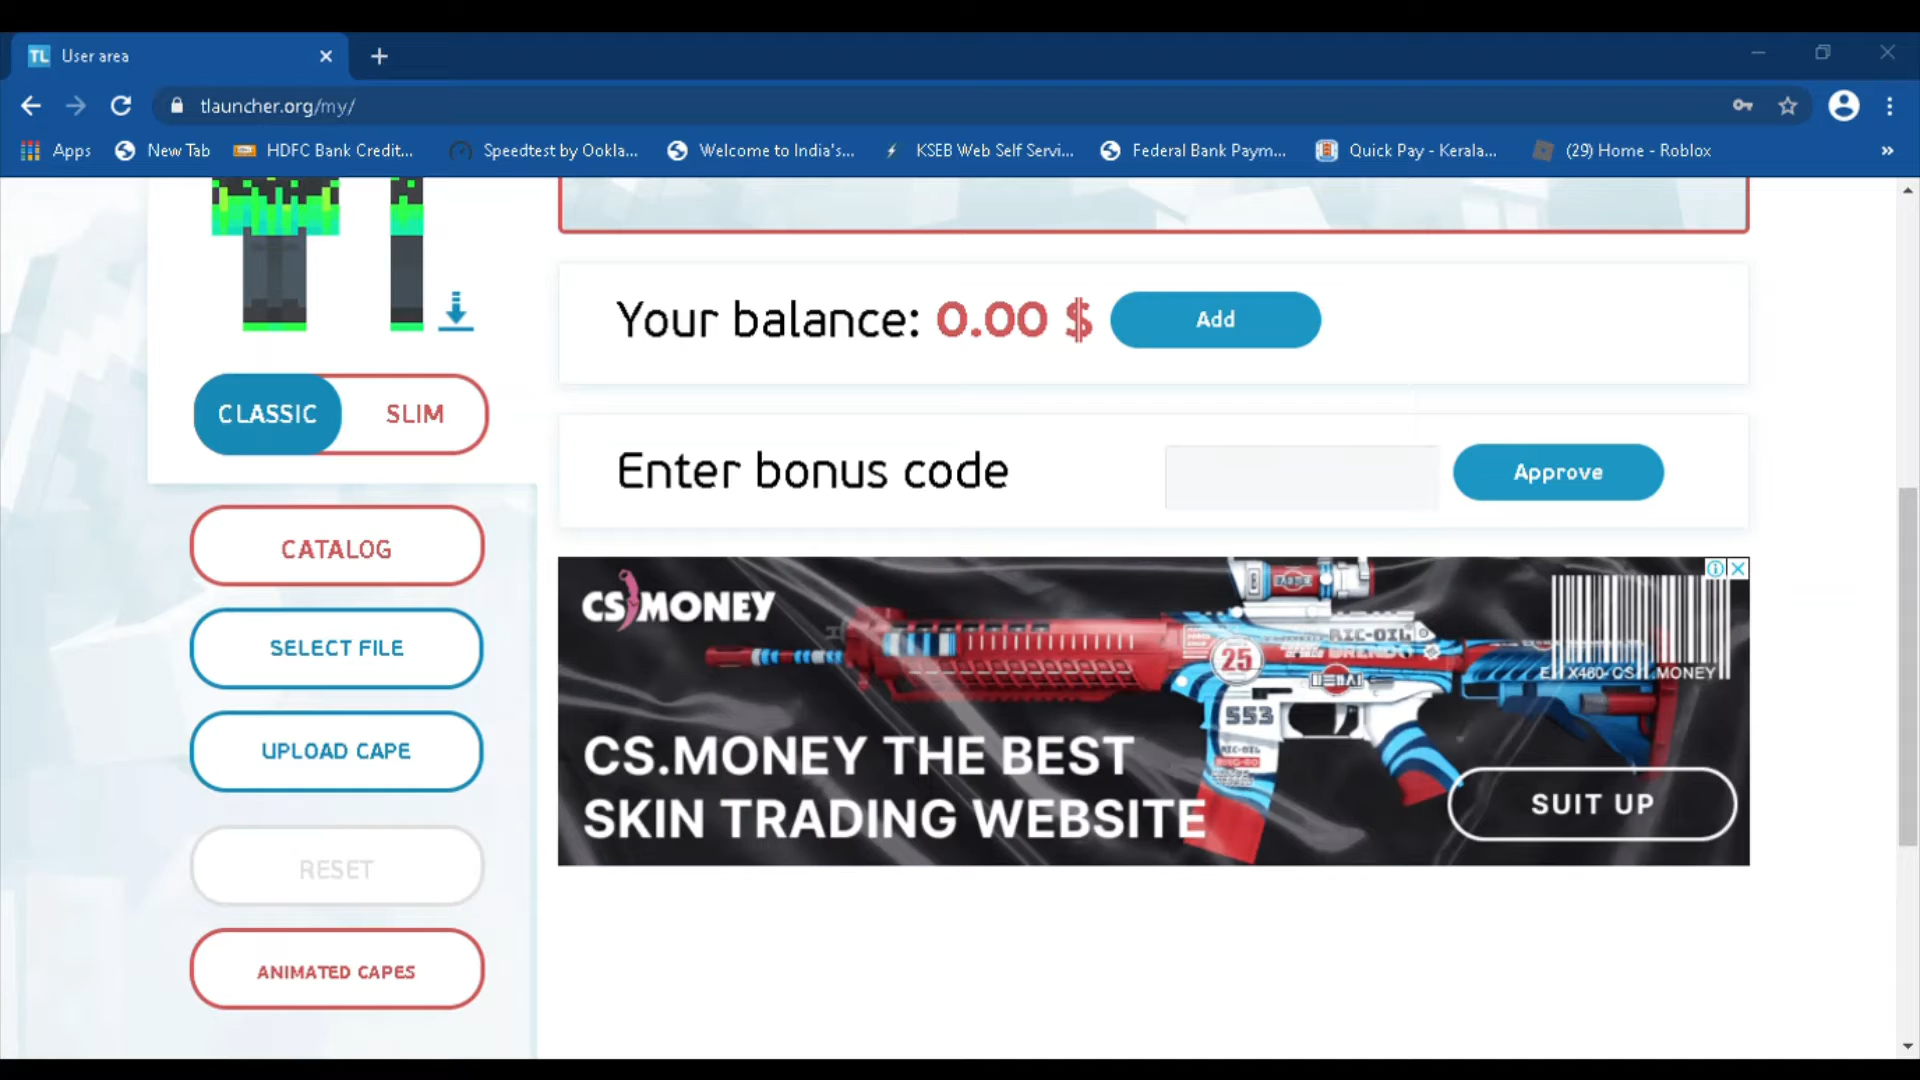 TL User area
tlauncher.org/my/
Apps New Tab HDFC Bank Credit... Speedtest by Ookla... Welcome to India's... KSEB Web Self Servi... Federal Bank Paym... Quick Pay - Kerala... (29) Home - Roblox »
Your balance: 0.00 $ Add
CLASSIC SLIM
Enter bonus code Approve
CATALOG
SELECT FILE
UPLOAD CAPE
RESET
ANIMATED CAPES
CS MONEY
RIC-OIL
25
553
CS.MONEY THE BEST
SKIN TRADING WEBSITE
SUIT UP